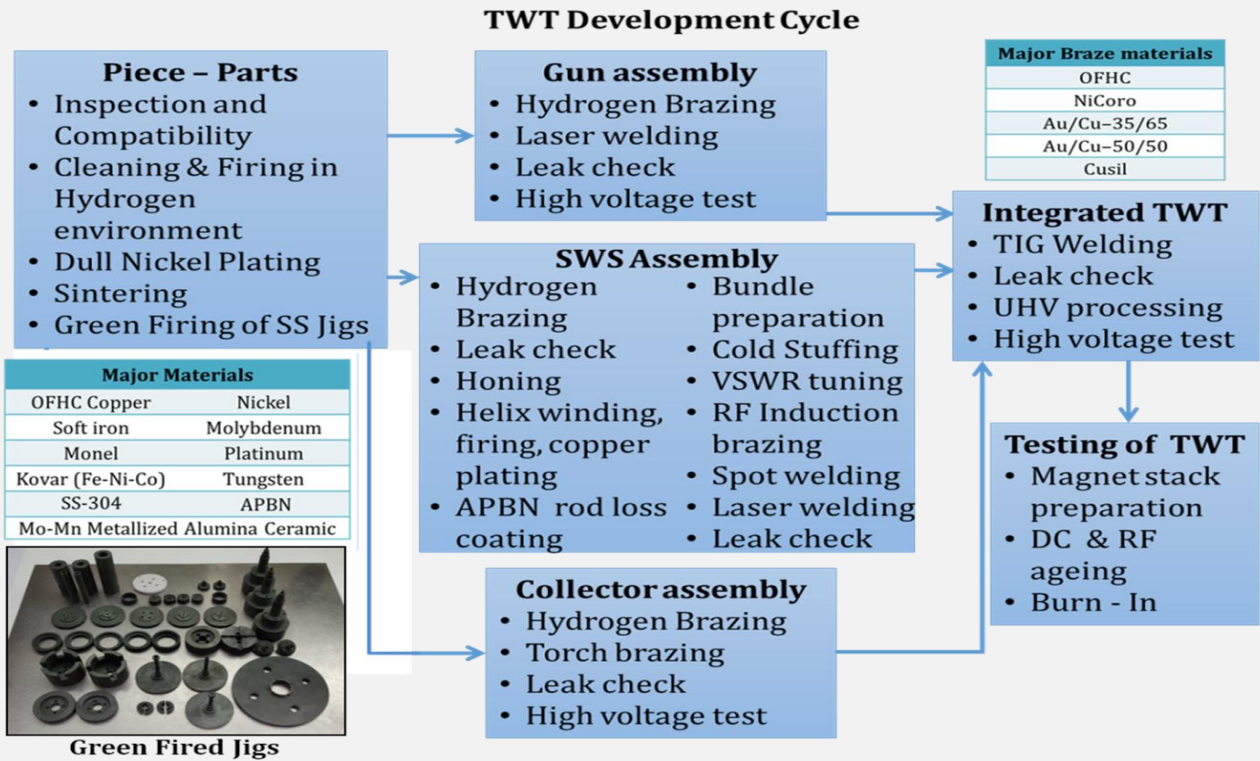 TWT Development Cycle
Piece – Parts
• Inspection and
Compatibility
• Cleaning & Firing in
Hydrogen
environment
• Dull Nickel Plating
• Sintering
• Green Firing of SS Jigs
Major Materials
OFHC Copper Nickel
Soft iron Molybdenum
Monel Platinum
Kovar (Fe-Ni-Co) Tungsten
SS-304 APBN
Mo-Mn Metallized Alumina Ceramic
Green Fired Jigs
Gun assembly
• Hydrogen Brazing
• Laser welding
• Leak check
• High voltage test
SWS Assembly
• Hydrogen
Brazing
• Leak check
• Honing
• Helix winding,
firing, copper
plating
• APBN rod loss
coating
• Bundle
preparation
• Cold Stuffing
• VSWR tuning
• RF Induction
brazing
• Spot welding
• Laser welding
• Leak check
Collector assembly
• Hydrogen Brazing
• Torch brazing
• Leak check
• High voltage test
Major Braze materials
OFHC
NiCoro
Au/Cu–35/65
Au/Cu–50/50
Cusil
Integrated TWT
• TIG Welding
• Leak check
• UHV processing
• High voltage test
Testing of TWT
• Magnet stack
preparation
• DC & RF
ageing
• Burn - In